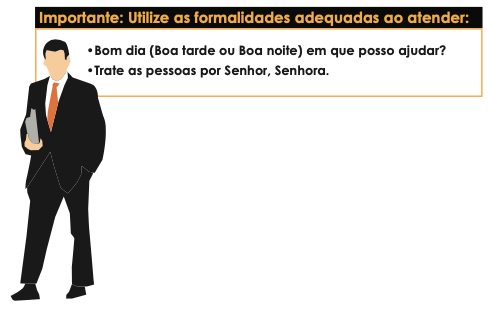 Importante: Utilize as formalidades adequadas ao atender:
•Bom dia (Boa tarde ou Boa noite) em que posso ajudar?
•Trate as pessoas por Senhor, Senhora.